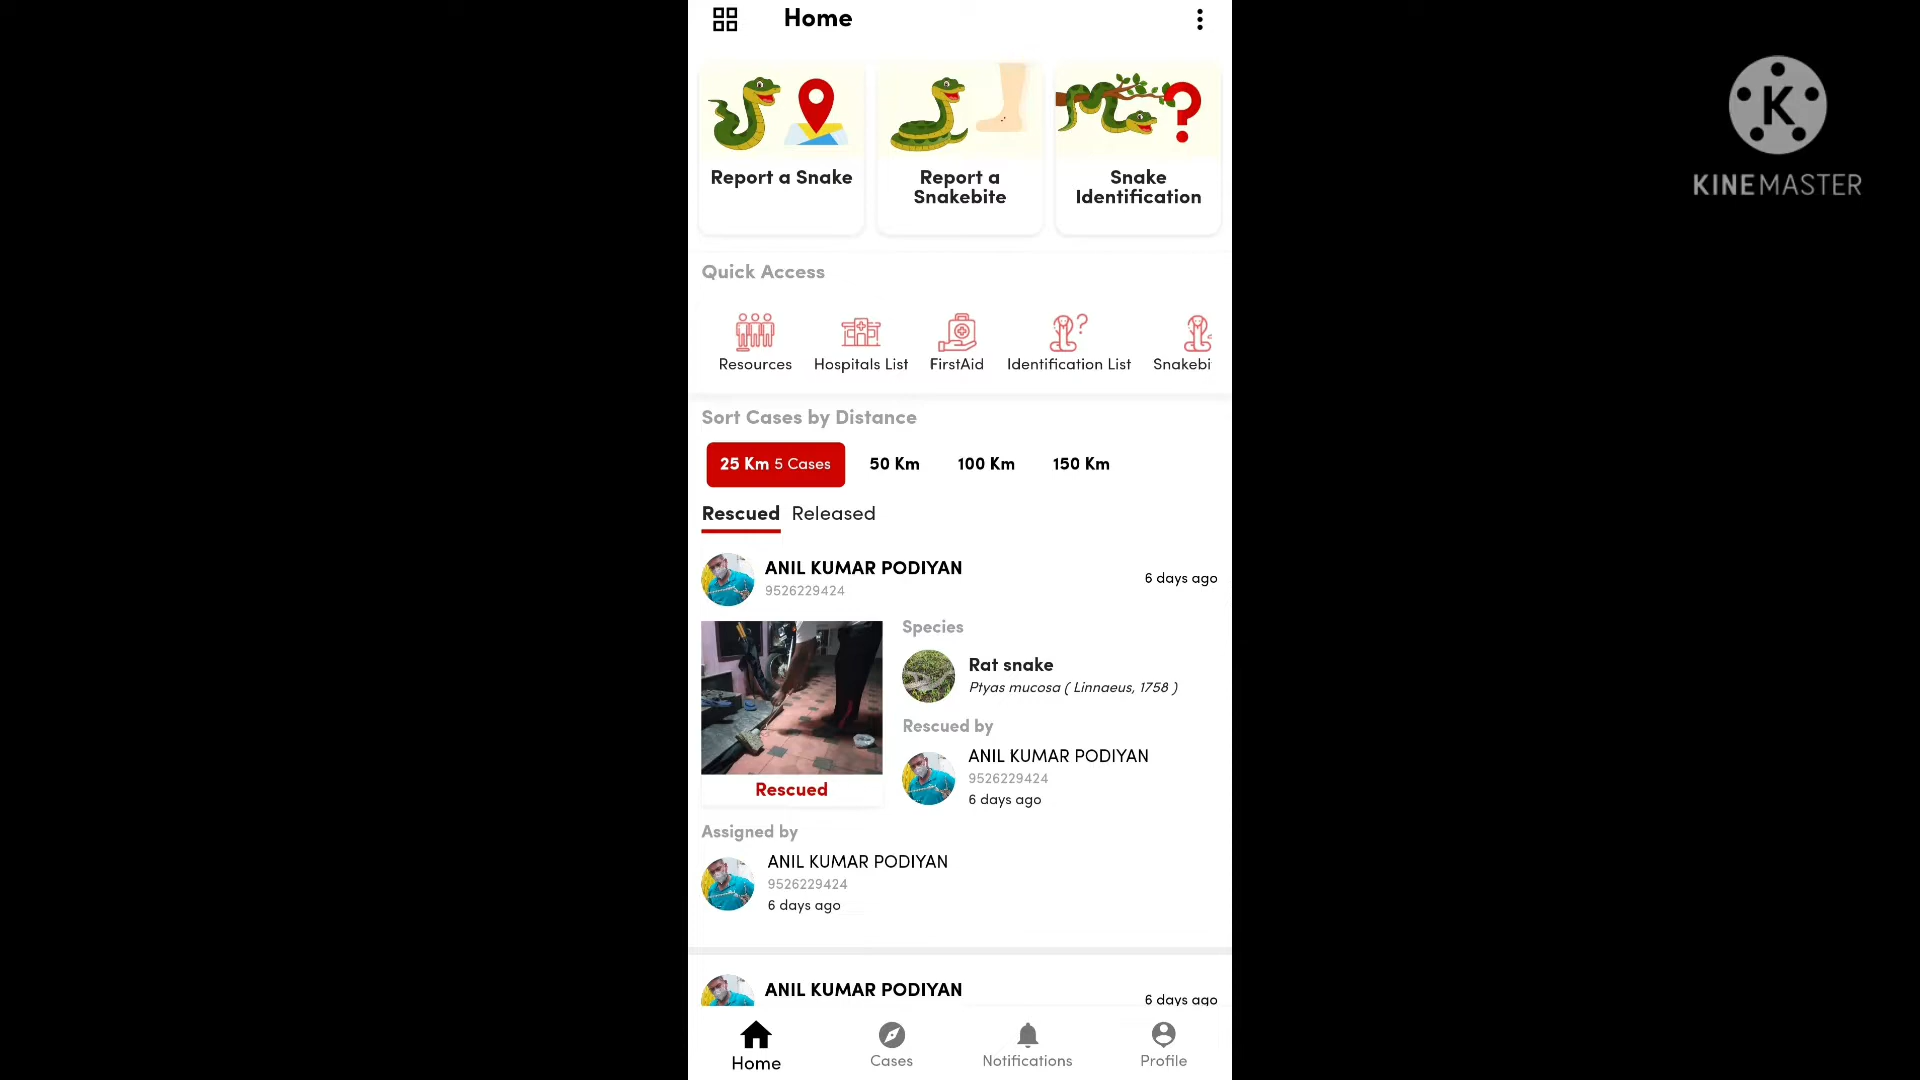 Home
KINEMASTER
Report a Snake
Report a
Snakebite
Snake
Identification
Quick Access
Resources
Hospitals List
FirstAid
Identification List
Snakebi
Sort Cases by Distance
25 Km 5 Cases
50 Km
100 Km
150 Km
Rescued
Released
ANIL KUMAR PODIYAN
9526229424
6 days ago
Species
Rat snake
Ptyas mucosa ( Linnaeus, 1758 )
Rescued by
ANIL KUMAR PODIYAN
9526229424
6 days ago
Rescued
Assigned by
ANIL KUMAR PODIYAN
9526229424
6 days ago
ANIL KUMAR PODIYAN
6 days ago
Home
Cases
Notifications
Profile